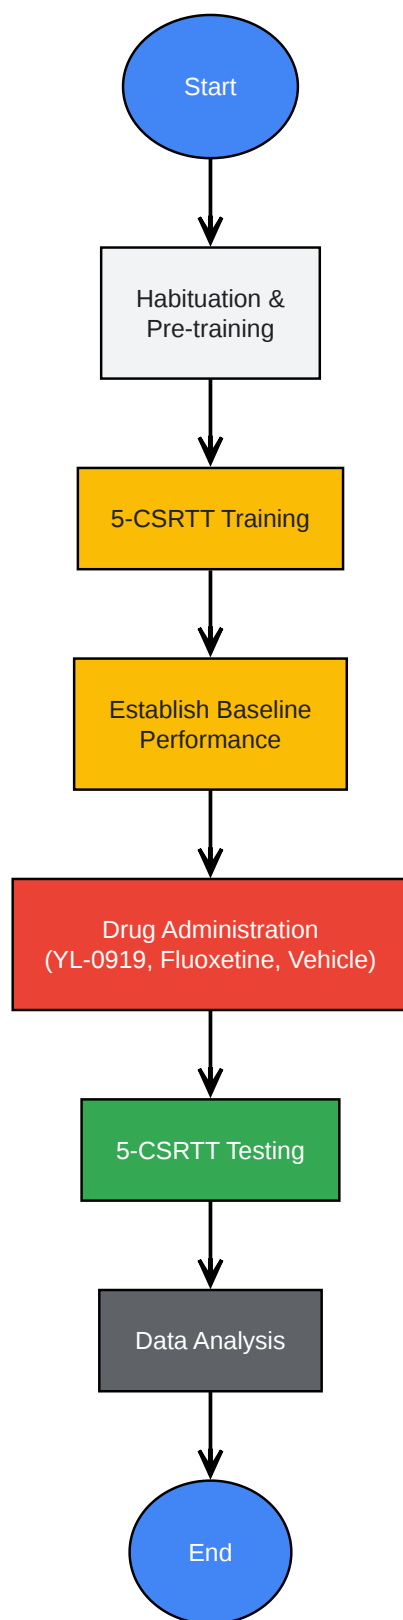 Start
Habituation &
Pre-training
5-CSRTT Training
Establish Baseline
Performance
Drug Administration
(YL-0919, Fluoxetine, Vehicle)
5-CSRTT Testing
Data Analysis
End